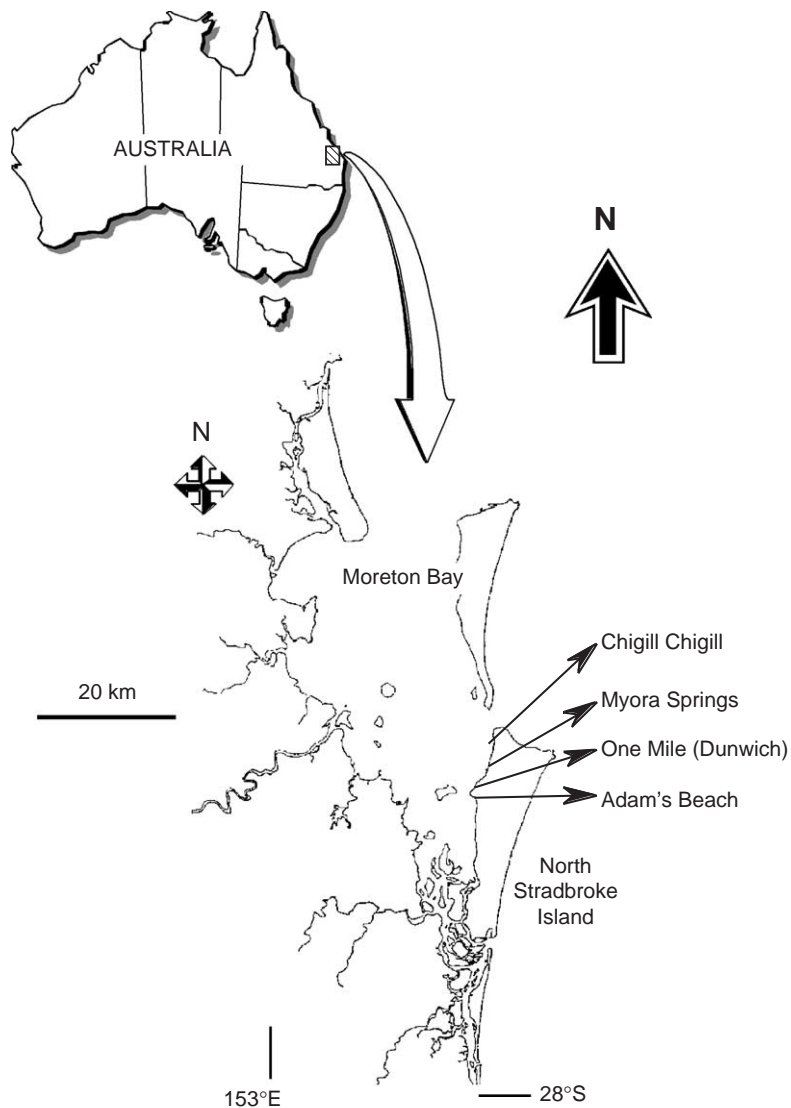 AUSTRALIA
N
N
Moreton Bay
Chigill Chigill
20 km
Myora Springs
One Mile (Dunwich)
Adam's Beach
North
Stradbroke
Island
153°E
28°S